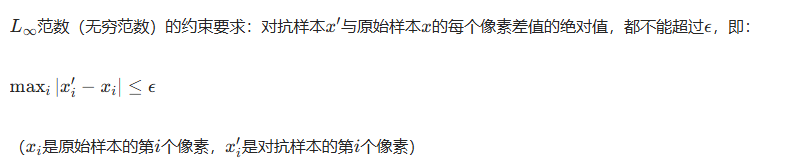 L∞范数（无穷范数）的约束要求：对抗样本x′与原始样本x的每个像素差值的绝对值，都不能超过ϵ，即：
maxᵢ |x′ᵢ − xᵢ| ≤ ϵ
（xᵢ是原始样本的第i个像素，x′ᵢ是对抗样本的第i个像素）